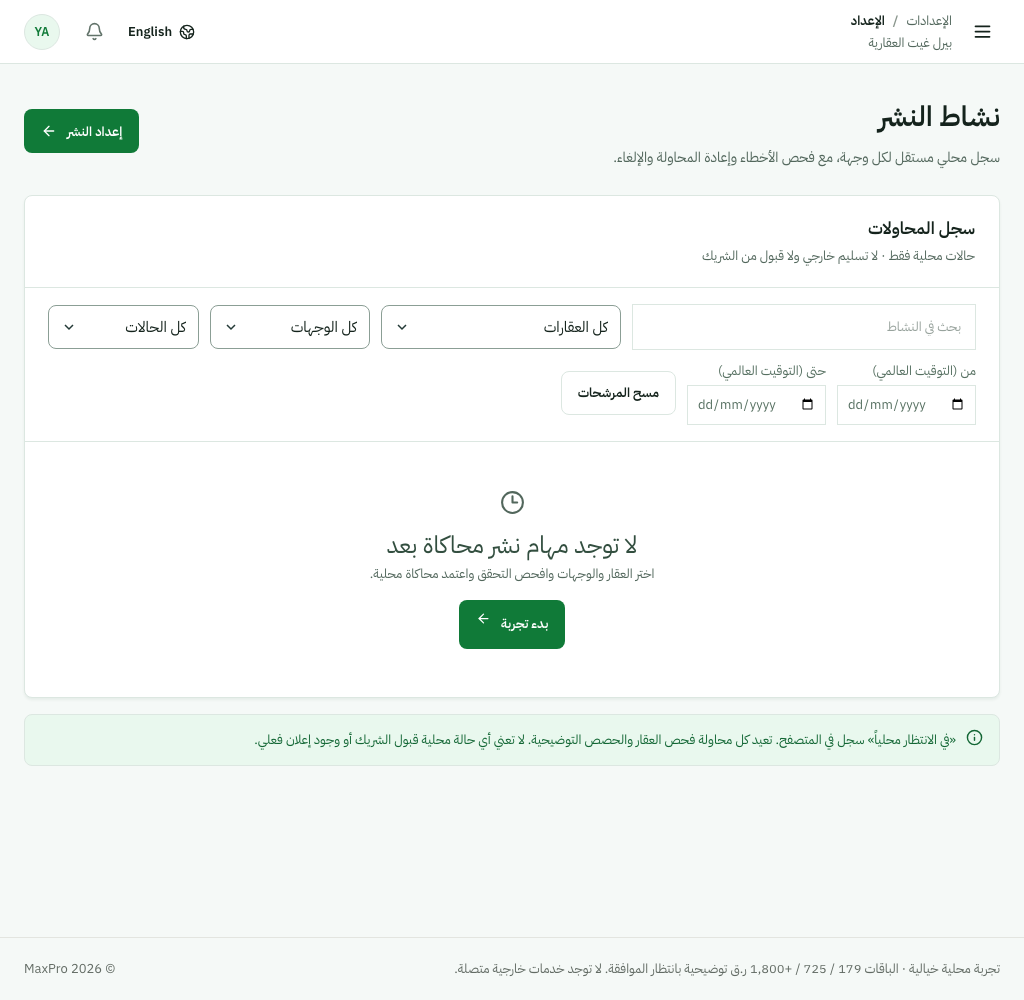 الإعدادات / الإعداد
بيرل غيت العقارية
English
YA
نشاط النشر
سجل محلي مستقل لكل وجهة، مع فحص الأخطاء وإعادة المحاولة والإلغاء.
إعداد النشر
سجل المحاولات
حالات محلية فقط · لا تسليم خارجي ولا قبول من الشريك
بحث في النشاط
كل العقارات
كل الوجهات
كل الحالات
من (التوقيت العالمي)
حتى (التوقيت العالمي)
dd/mm/yyyy
dd/mm/yyyy
مسح المرشحات
لا توجد مهام نشر محاكاة بعد
اختر العقار والوجهات وافحص التحقق واعتمد محاكاة محلية.
بدء تجربة
«في الانتظار محلياً» سجل في المتصفح. تعيد كل محاولة فحص العقار والحصص التوضيحية. لا تعني أي حالة محلية قبول الشريك أو وجود إعلان فعلي.
تجربة محلية خيالية · الباقات 179 / 725 / +1,800 ر.ق توضيحية بانتظار الموافقة. لا توجد خدمات خارجية متصلة.
© 2026 MaxPro